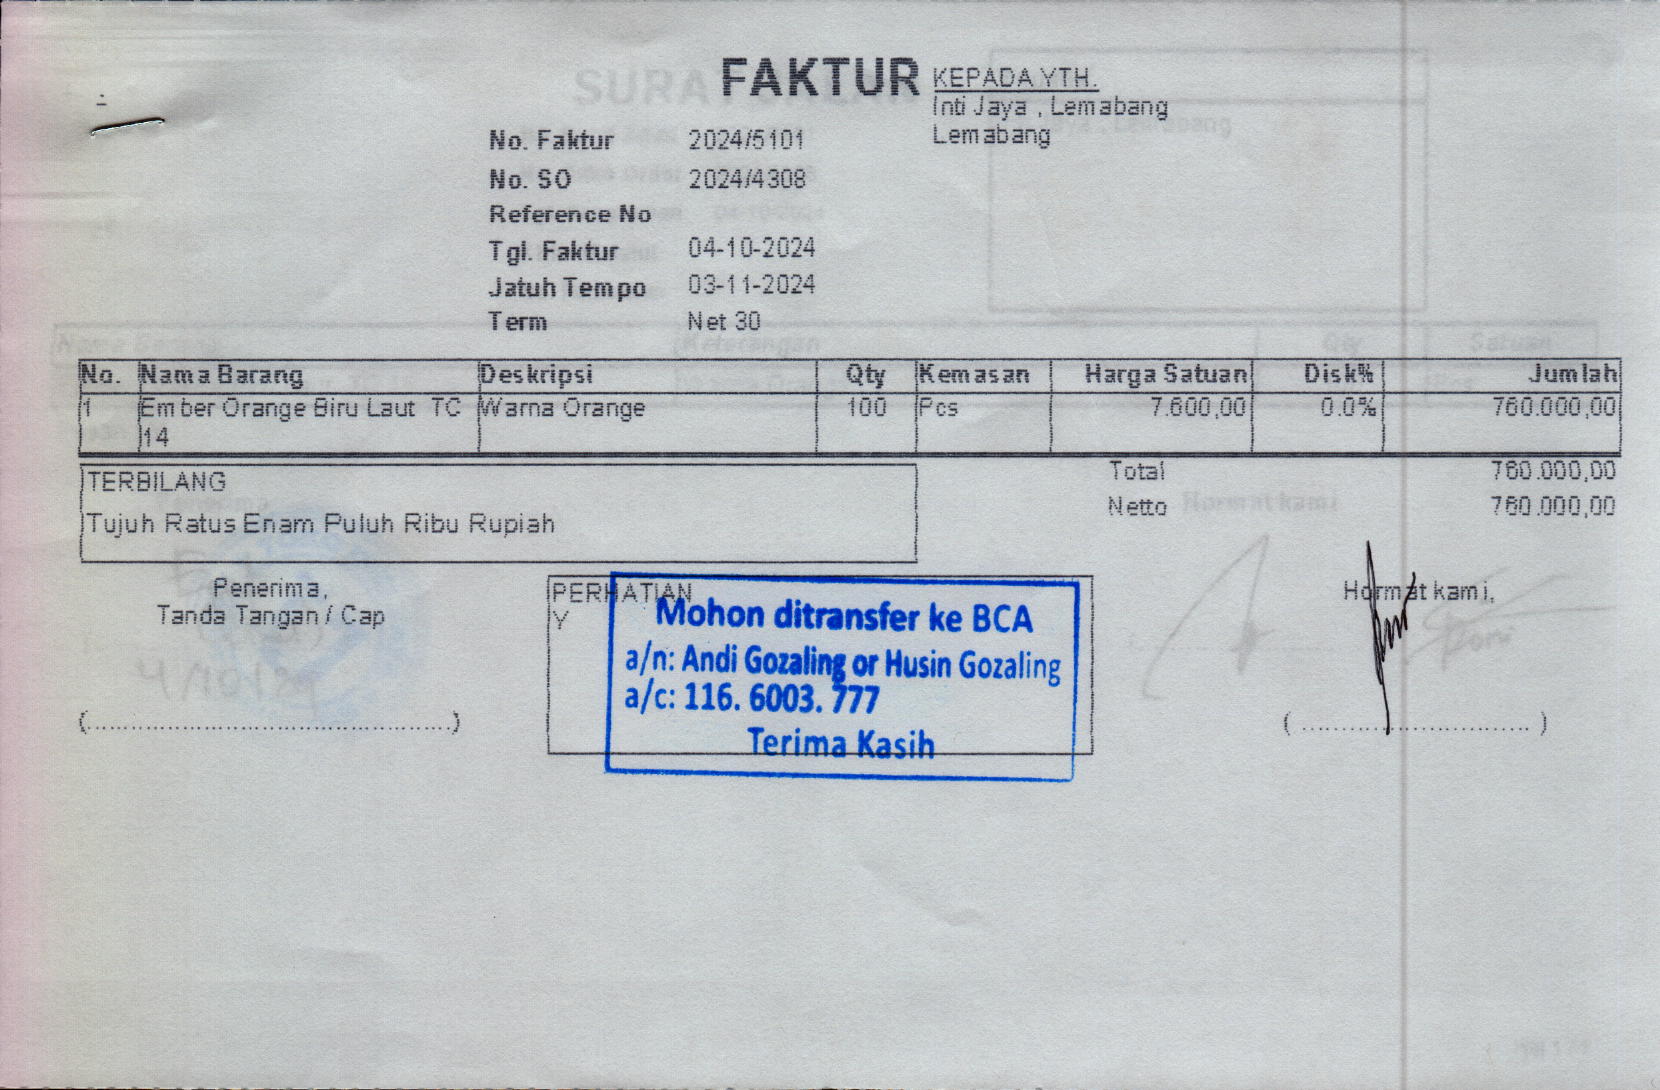 FAKTUR
KEPADA YTH.
Inti Jaya , Lemabang
Lemabang
No. Faktur 2024/5101
No. SO 2024/4308
Reference No
Tgl. Faktur 04-10-2024
Jatuh Tempo 03-11-2024
Term Net 30
No. Nama Barang Deskripsi Qty Kemasan Harga Satuan Disk% Jumlah
1 Ember Orange Biru Laut TC Warna Orange 100 Pcs 7.600,00 0.0% 760.000,00
14
TERBILANG
Tujuh Ratus Enam Puluh Ribu Rupiah
Total 760.000,00
Netto 760.000,00
Penerima,
Tanda Tangan / Cap
PERHATIAN
Y
Mohon ditransfer ke BCA
a/n: Andi Gozaling or Husin Gozaling
a/c: 116. 6003. 777
Terima Kasih
Hormat kami,
(..................................................)
( ................................ )